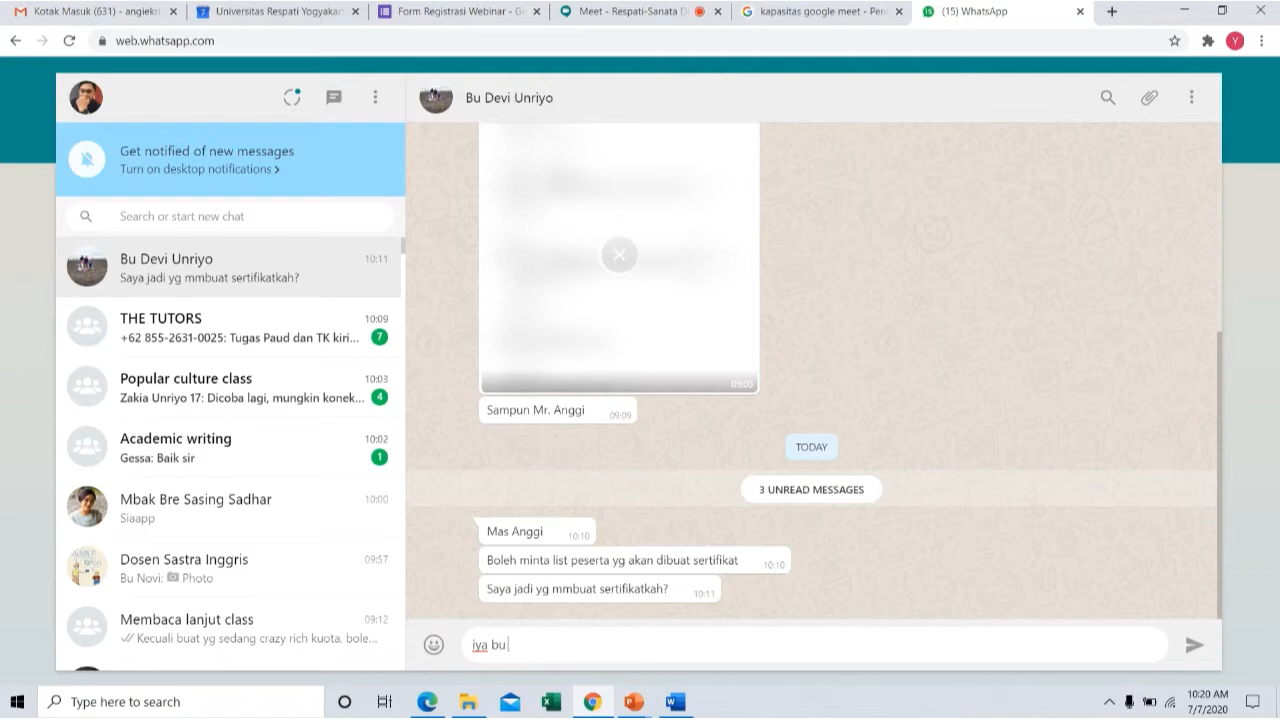 Kotak Masuk (631) - angiekri
Universitas Respati Yogyakar
Form Registrasi Webinar - G
Meet - Respati-Sanata D
kapasitas google meet - Pen
(15) WhatsApp
web.whatsapp.com
Y
Bu Devi Unriyo
Get notified of new messages
Turn on desktop notifications >
Search or start new chat
Bu Devi Unriyo 10:11
Saya jadi yg mmbuat sertifikatkah?
THE TUTORS 10:09
+62 855-2631-0025: Tugas Paud dan TK kiri... 7
Popular culture class 10:03
Zakia Unriyo 17: Dicoba lagi, mungkin konek... 4
Academic writing 10:02
Gessa: Baik sir 1
Mbak Bre Sasing Sadhar 10:00
Siaapp
Dosen Sastra Inggris 09:57
Bu Novi: Photo
Membaca lanjut class 09:12
Kecuali buat yg sedang crazy rich kuota, bole...
09:08
Sampun Mr. Anggi 09:09
TODAY
3 UNREAD MESSAGES
Mas Anggi 10:10
Boleh minta list peserta yg akan dibuat sertifikat 10:10
Saya jadi yg mmbuat sertifikatkah? 10:11
iya bu
Type here to search
10:20 AM
7/7/2020